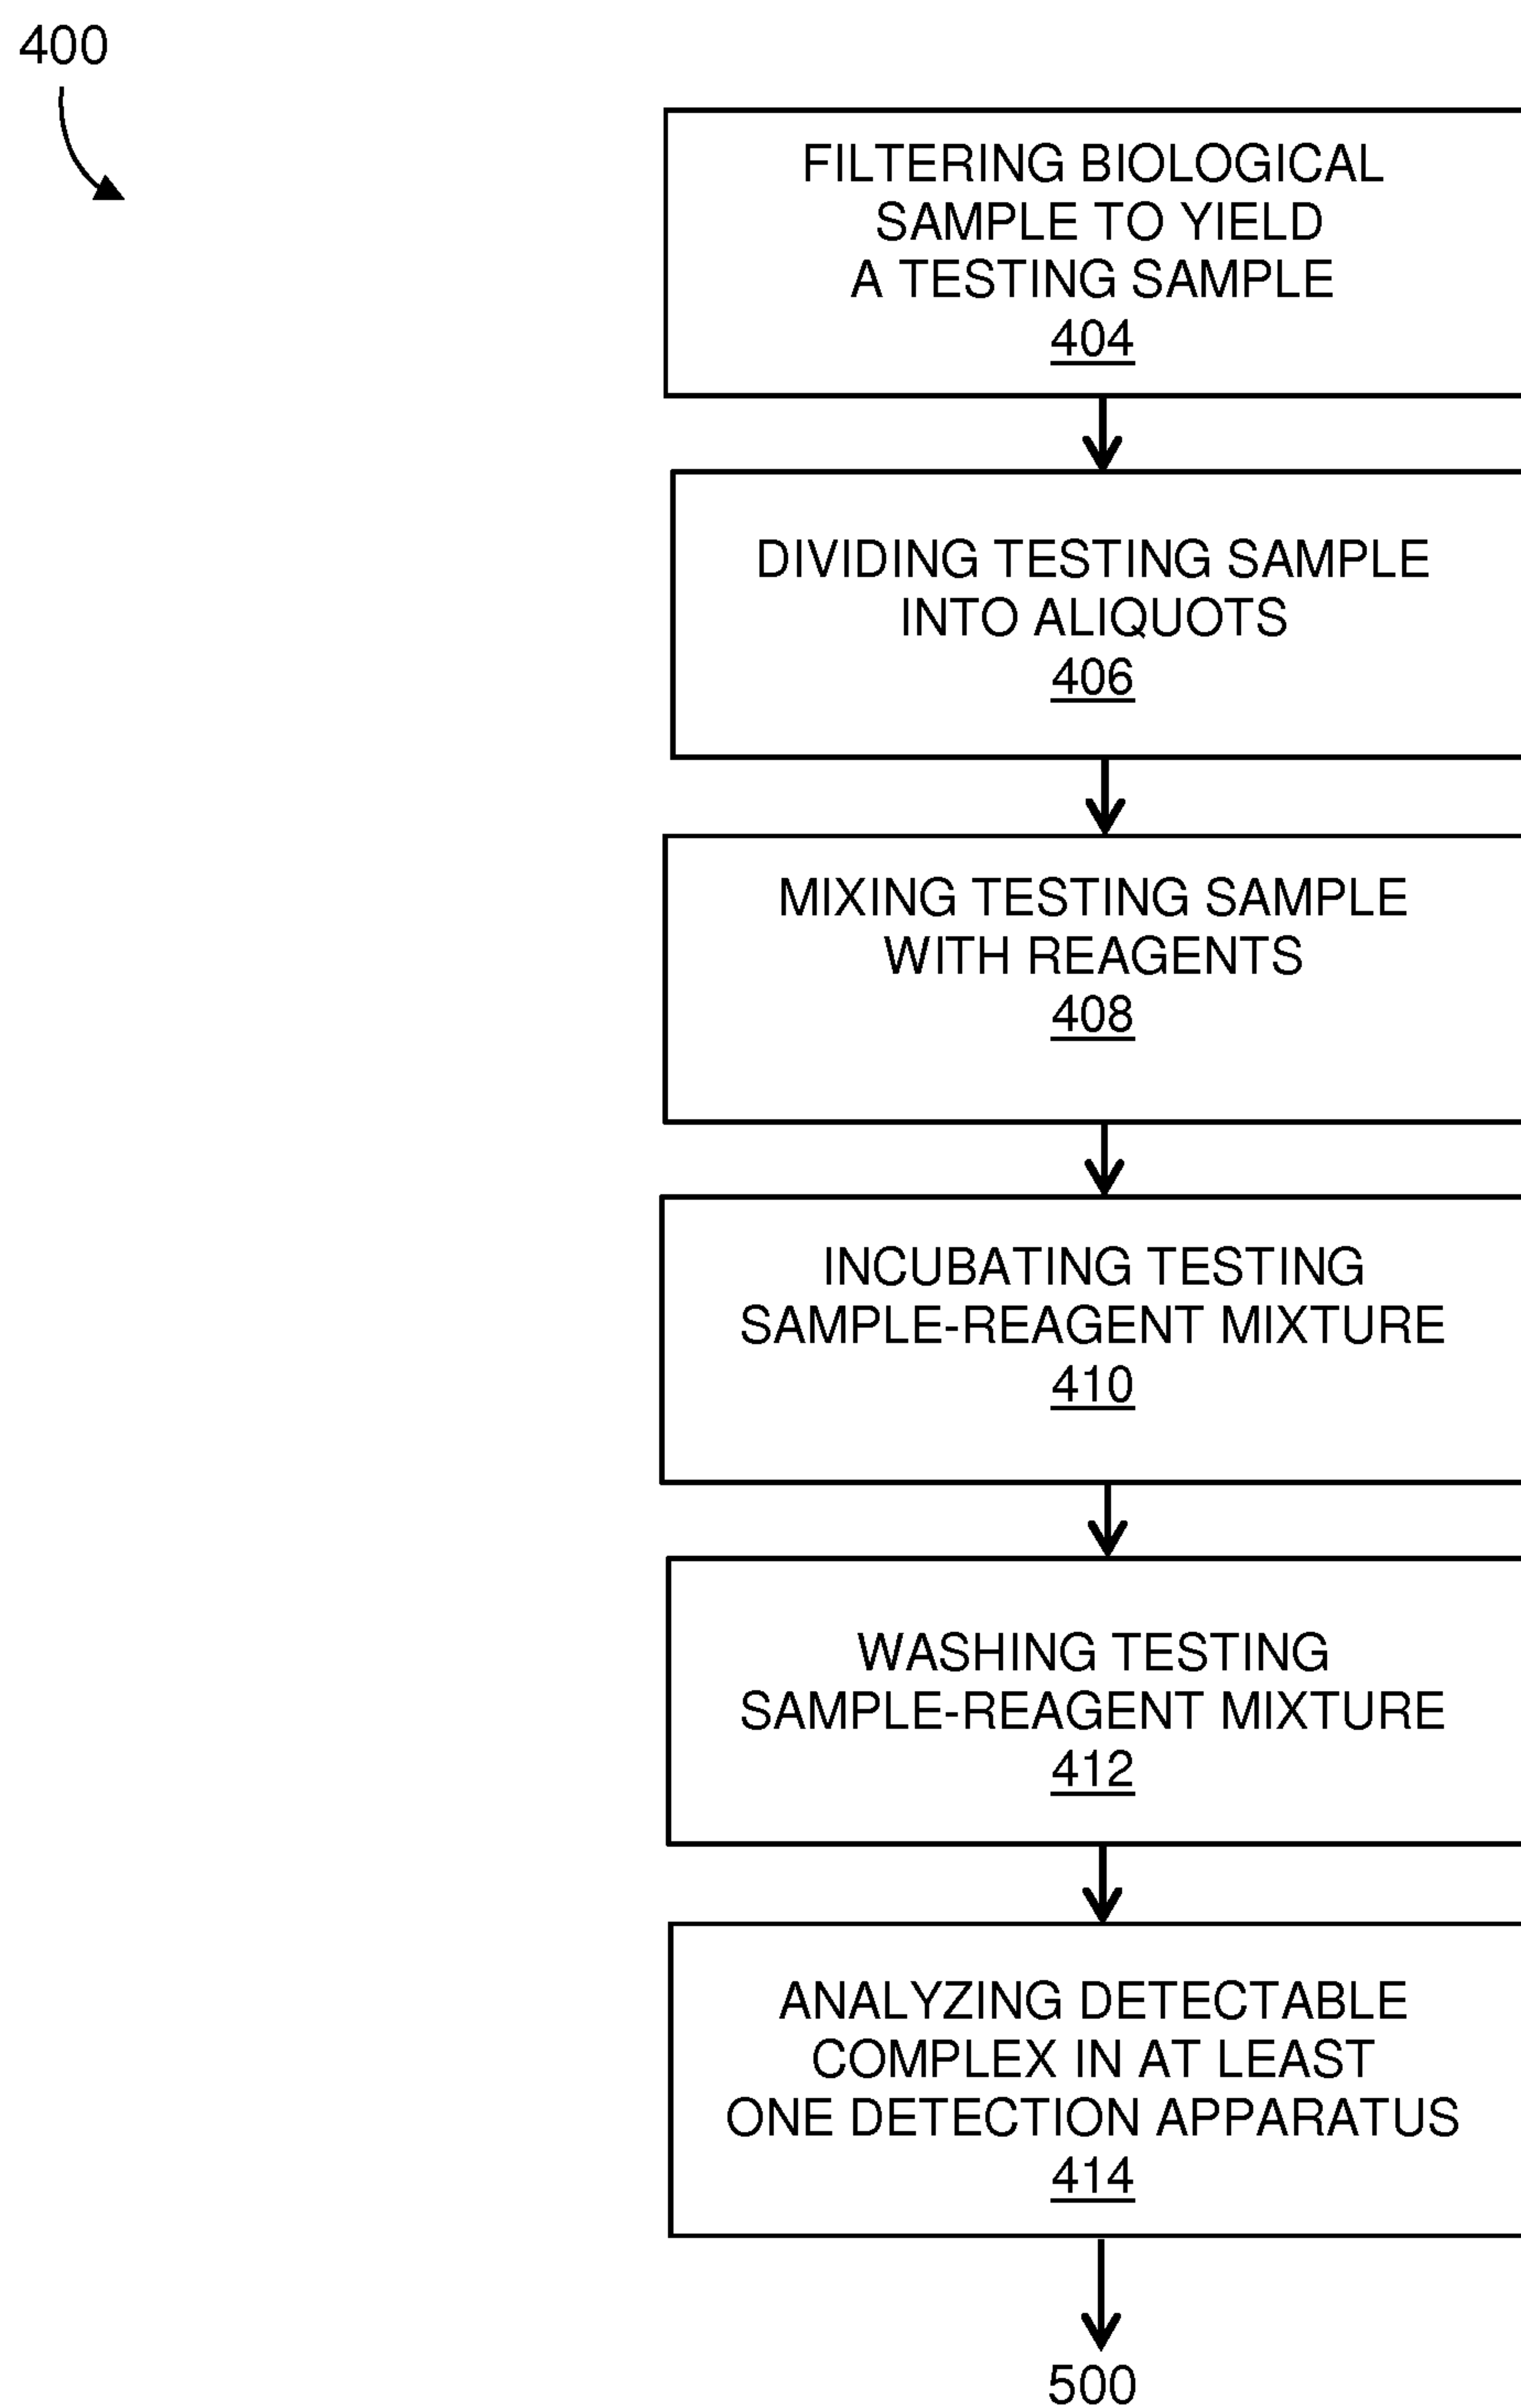 400
FILTERING BIOLOGICAL
SAMPLE TO YIELD
A TESTING SAMPLE
404
DIVIDING TESTING SAMPLE
INTO ALIQUOTS
406
MIXING TESTING SAMPLE
WITH REAGENTS
408
INCUBATING TESTING
SAMPLE-REAGENT MIXTURE
410
WASHING TESTING
SAMPLE-REAGENT MIXTURE
412
ANALYZING DETECTABLE
COMPLEX IN AT LEAST
ONE DETECTION APPARATUS
414
500